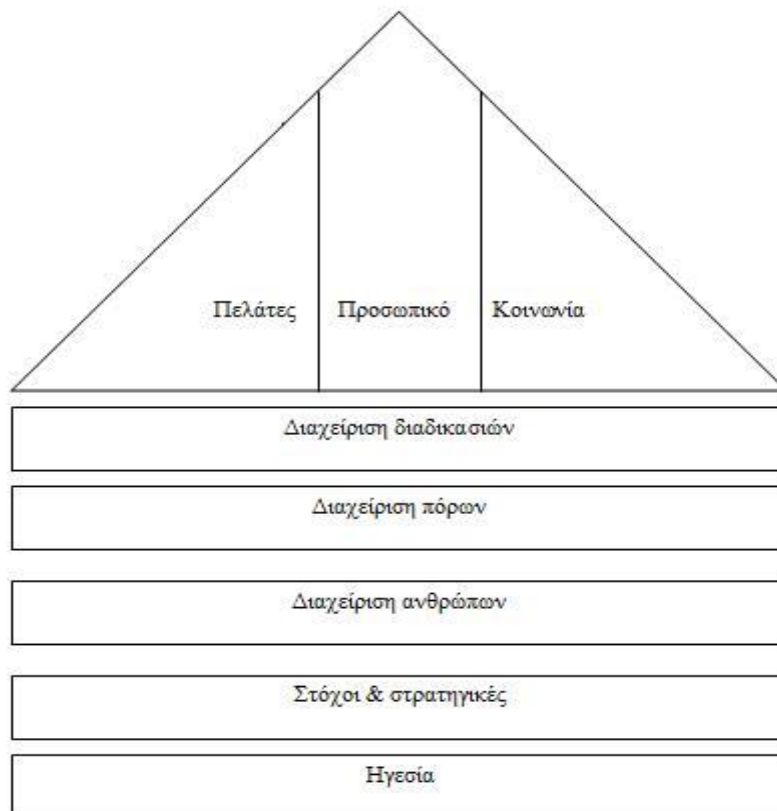 Πελάτες Προσωπικό Κοινωνία
Διαχείριση διαδικασιών
Διαχείριση πόρων
Διαχείριση ανθρώπων
Στόχοι & στρατηγικές
Ηγεσία